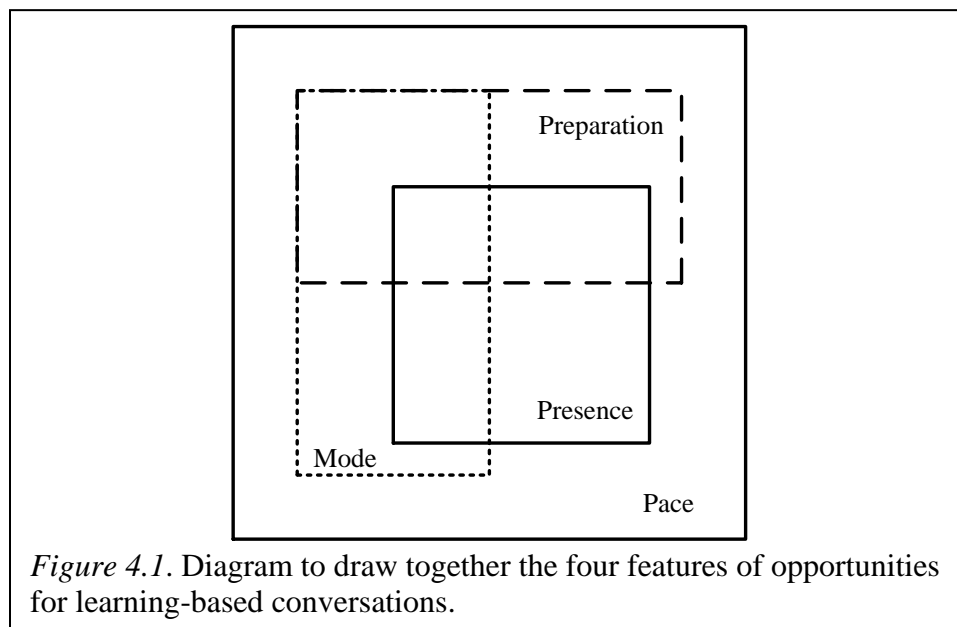 Preparation
Presence
Mode
Pace
Figure 4.1. Diagram to draw together the four features of opportunities
for learning-based conversations.